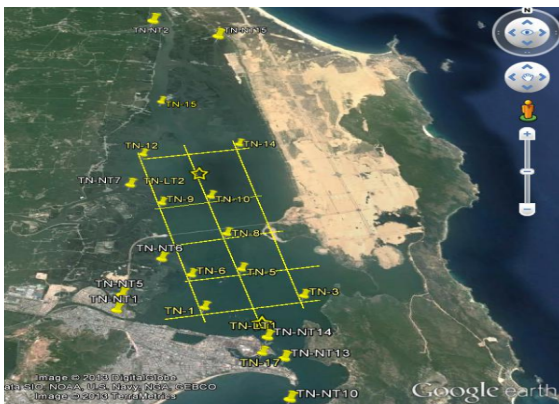 N
TN-NT2
TN-NT15
TN-15
TN-12
TN-14
TN-NT7
TN-LT2
TN-9
TN-10
TN-8
TN-NT6
TN-6
TN-5
TN-NT5
TN-NT1
TN-3
TN-1
TN-LT1
TN-NT14
TN-17
TN-NT13
TN-NT10
Image © 2013 DigitalGlobe
Data SIO, NOAA, U.S. Navy, NGA, GEBCO
Image © 2013 TerraMetrics
Google earth